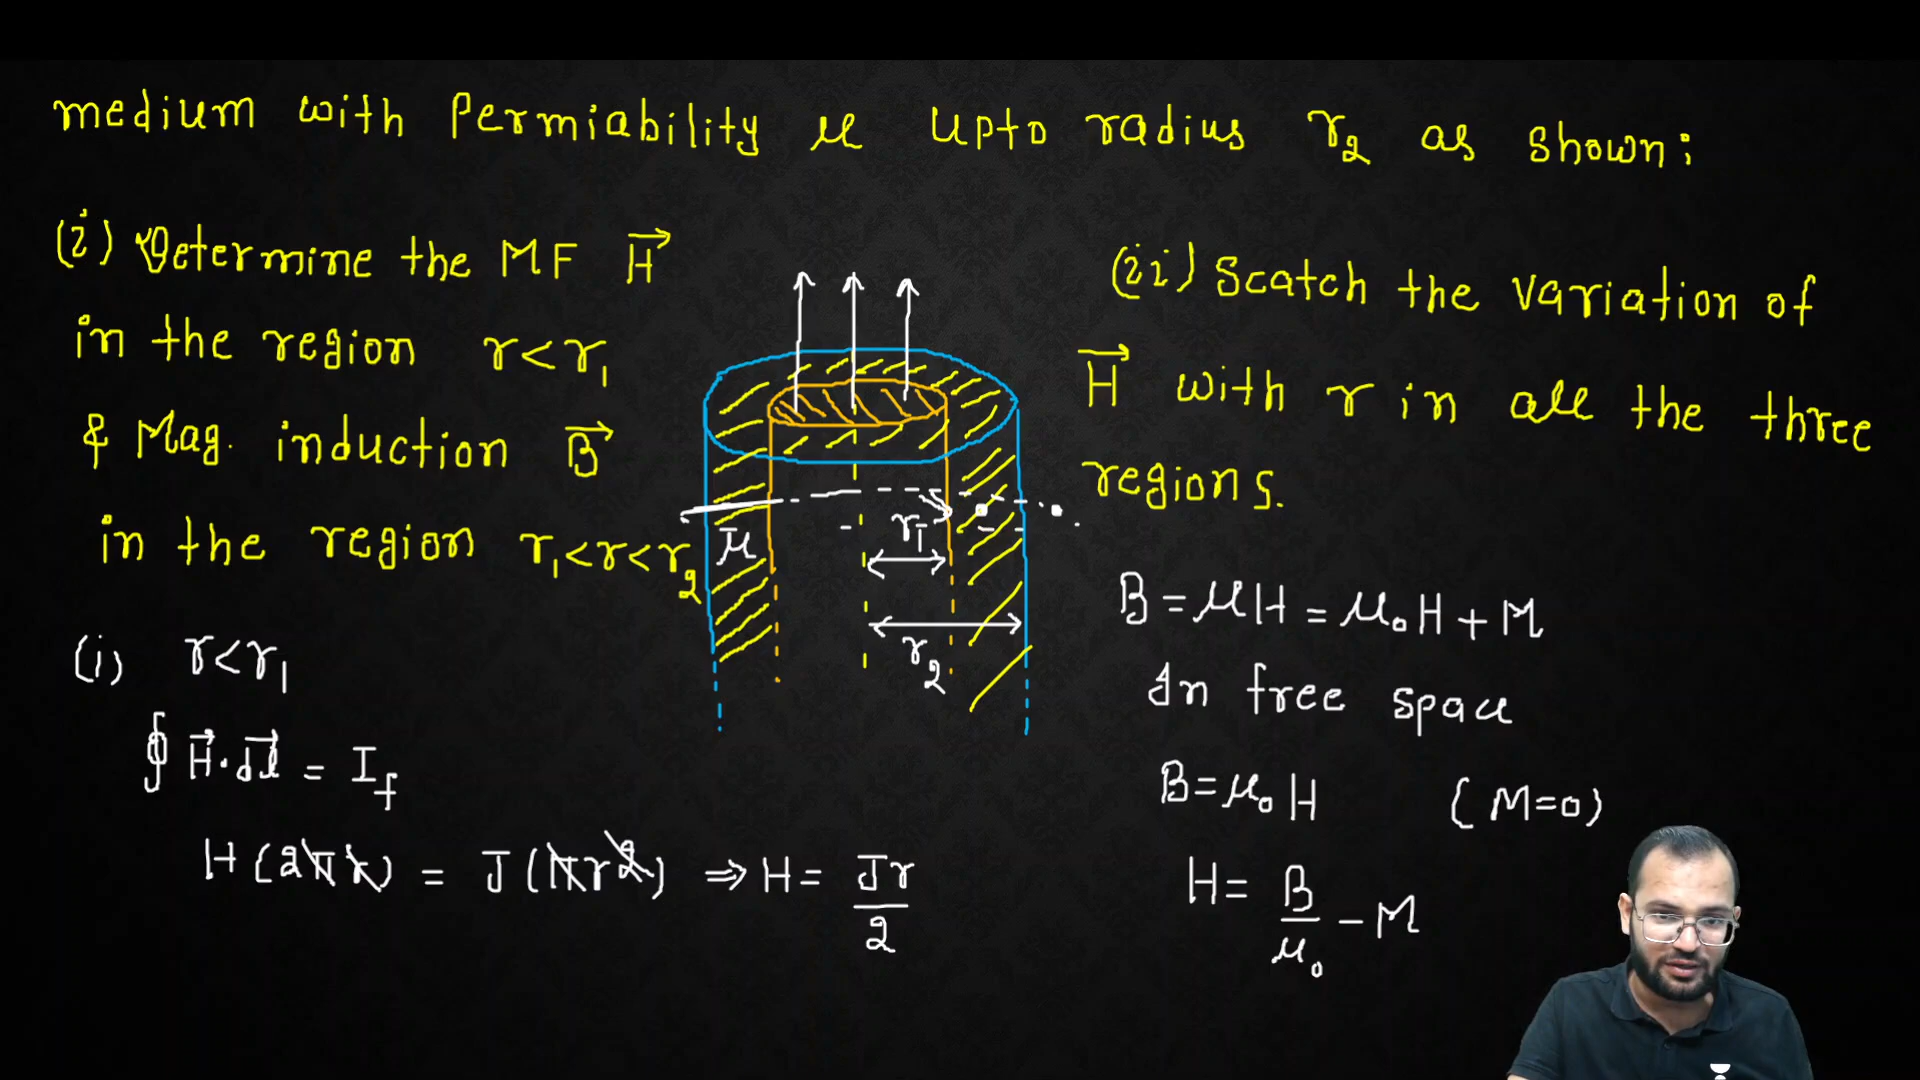 medium with Permiability μ upto radius r₂ as shown:
(i) Determine the MF H⃗
in the region r<r₁
& Mag. induction B⃗
in the region r₁<r<r₂
(ii) Scatch the variation of
H⃗ with r in all the three
regions.
μ
r₁
r₂
(i) r<r₁
∮ H⃗·dl⃗ = I_f
H(2πr) = J(πr²) ⇒ H = Jr/2
B = μH = μ₀H + M
In free space
B = μ₀H (M=0)
H = B/μ₀ − M